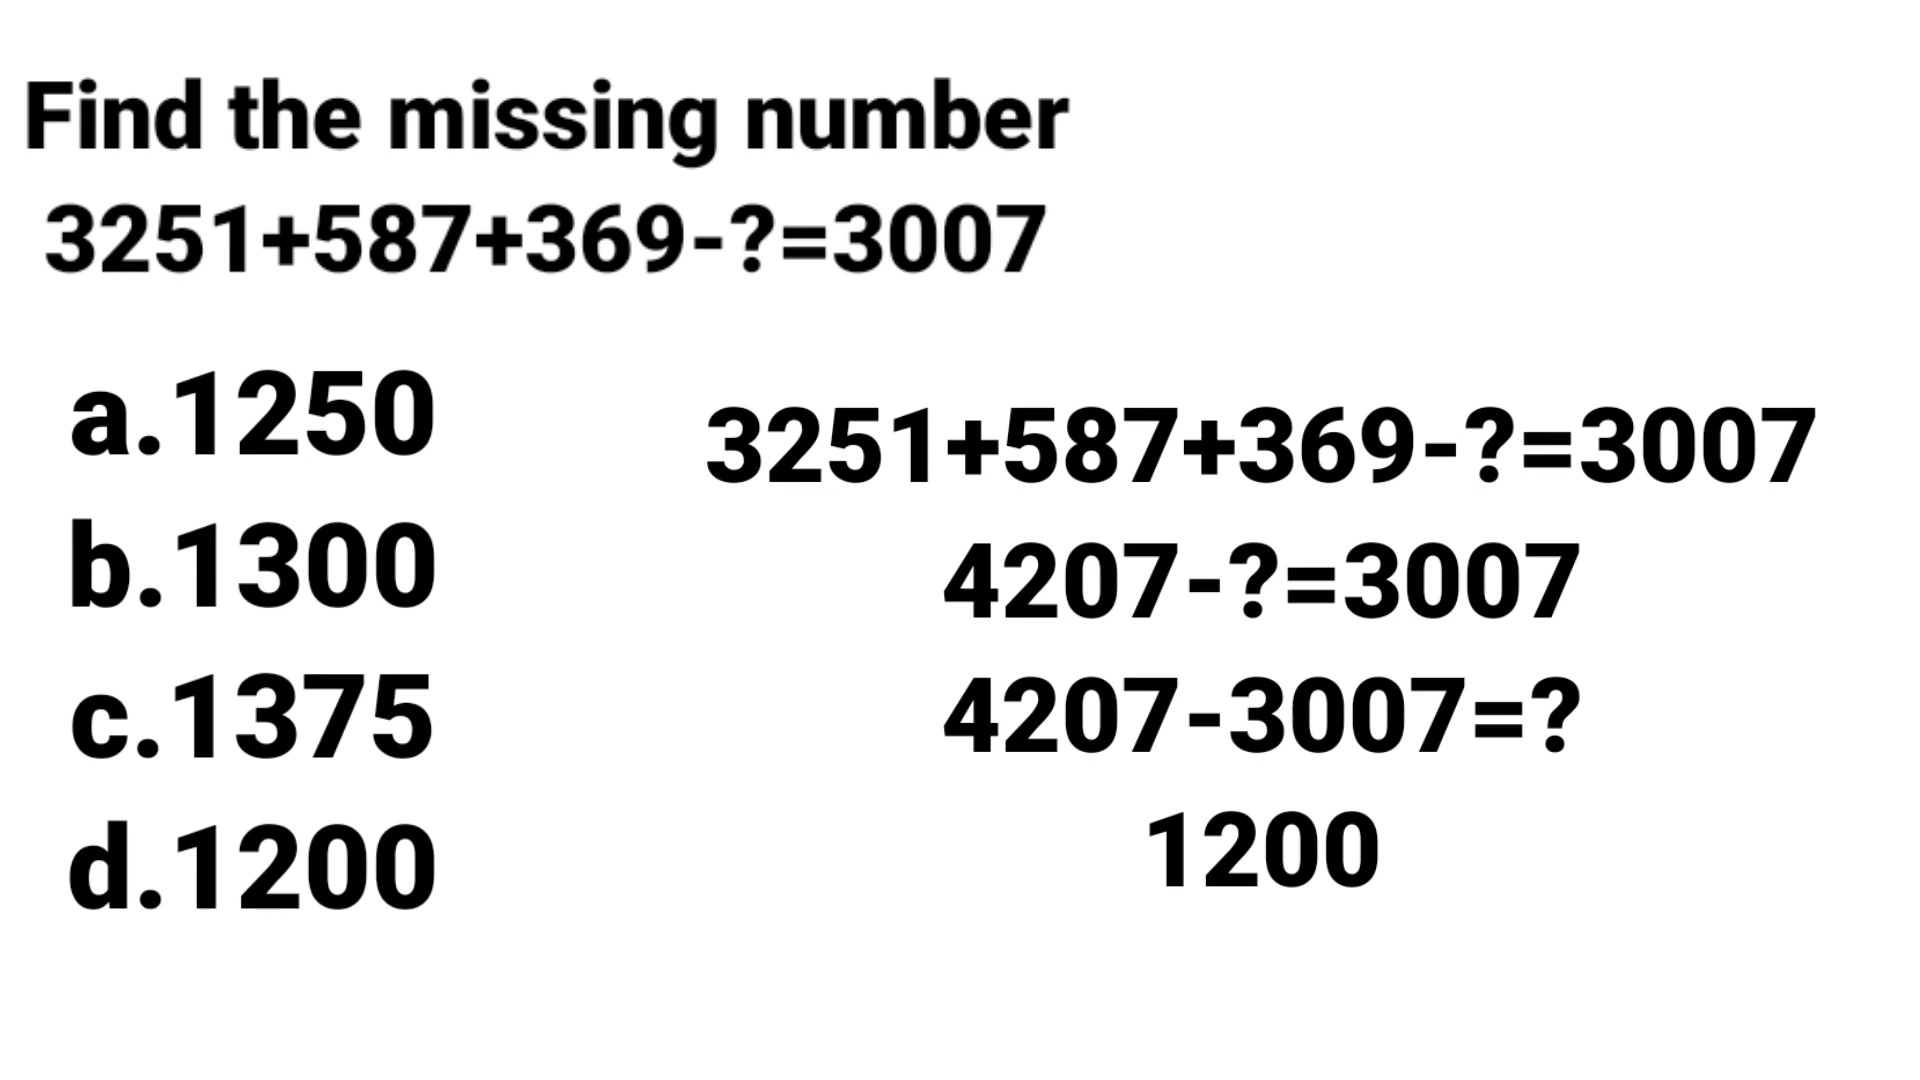 Find the missing number
3251+587+369-?=3007
a.1250
b.1300
c.1375
d.1200
3251+587+369-?=3007
4207-?=3007
4207-3007=?
1200